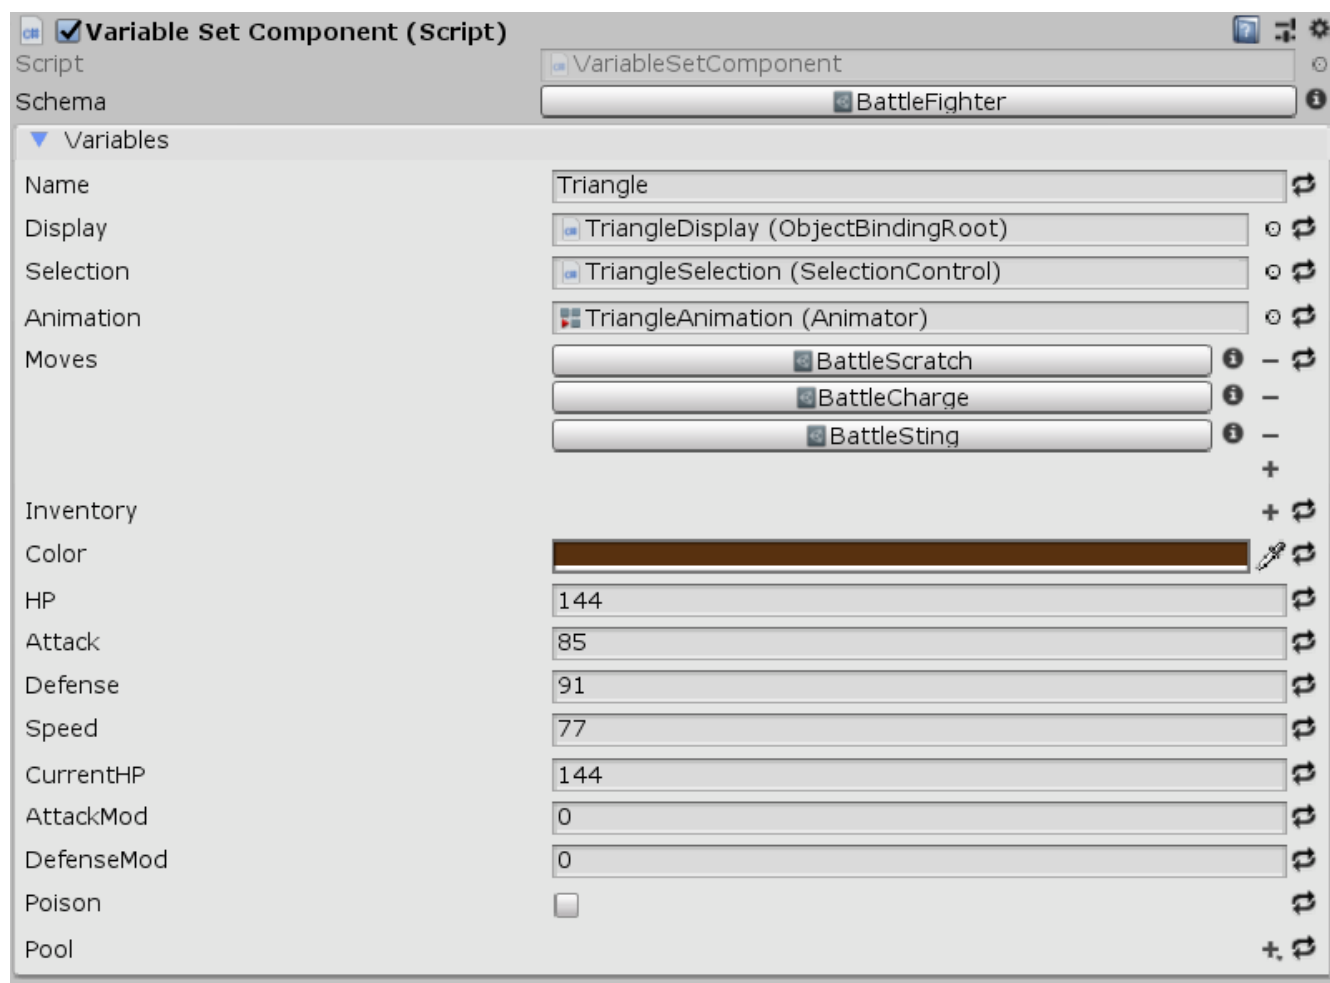 Variable Set Component (Script)
Script VariableSetComponent
Schema BattleFighter
Variables
Name Triangle
Display TriangleDisplay (ObjectBindingRoot)
Selection TriangleSelection (SelectionControl)
Animation TriangleAnimation (Animator)
Moves BattleScratch
BattleCharge
BattleSting
Inventory
Color
HP 144
Attack 85
Defense 91
Speed 77
CurrentHP 144
AttackMod 0
DefenseMod 0
Poison
Pool